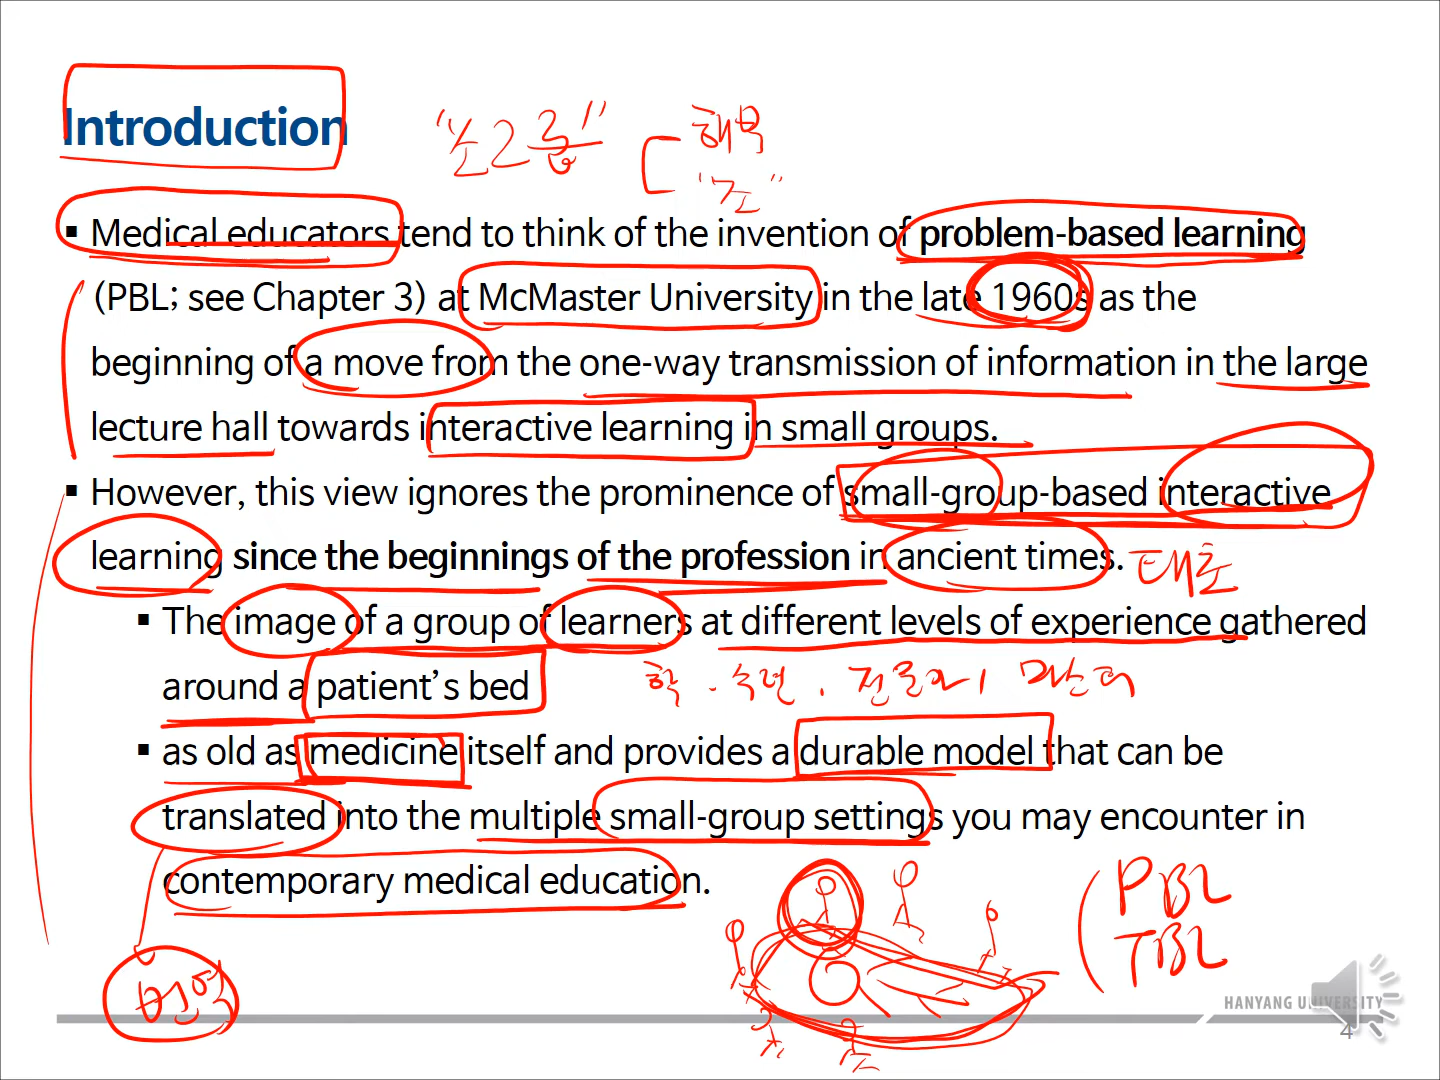 Introduction
"소그룹"
해부
"조"
▪ Medical educators tend to think of the invention of problem-based learning
(PBL; see Chapter 3) at McMaster University in the late 1960s as the
beginning of a move from the one-way transmission of information in the large
lecture hall towards interactive learning in small groups.
▪ However, this view ignores the prominence of small-group-based interactive
learning since the beginnings of the profession in ancient times. 태초
▪ The image of a group of learners at different levels of experience gathered
around a patient's bed
▪ as old as medicine itself and provides a durable model that can be
translated into the multiple small-group settings you may encounter in
contemporary medical education.
PBL
TBL
번역
HANYANG UNIVERSITY
4